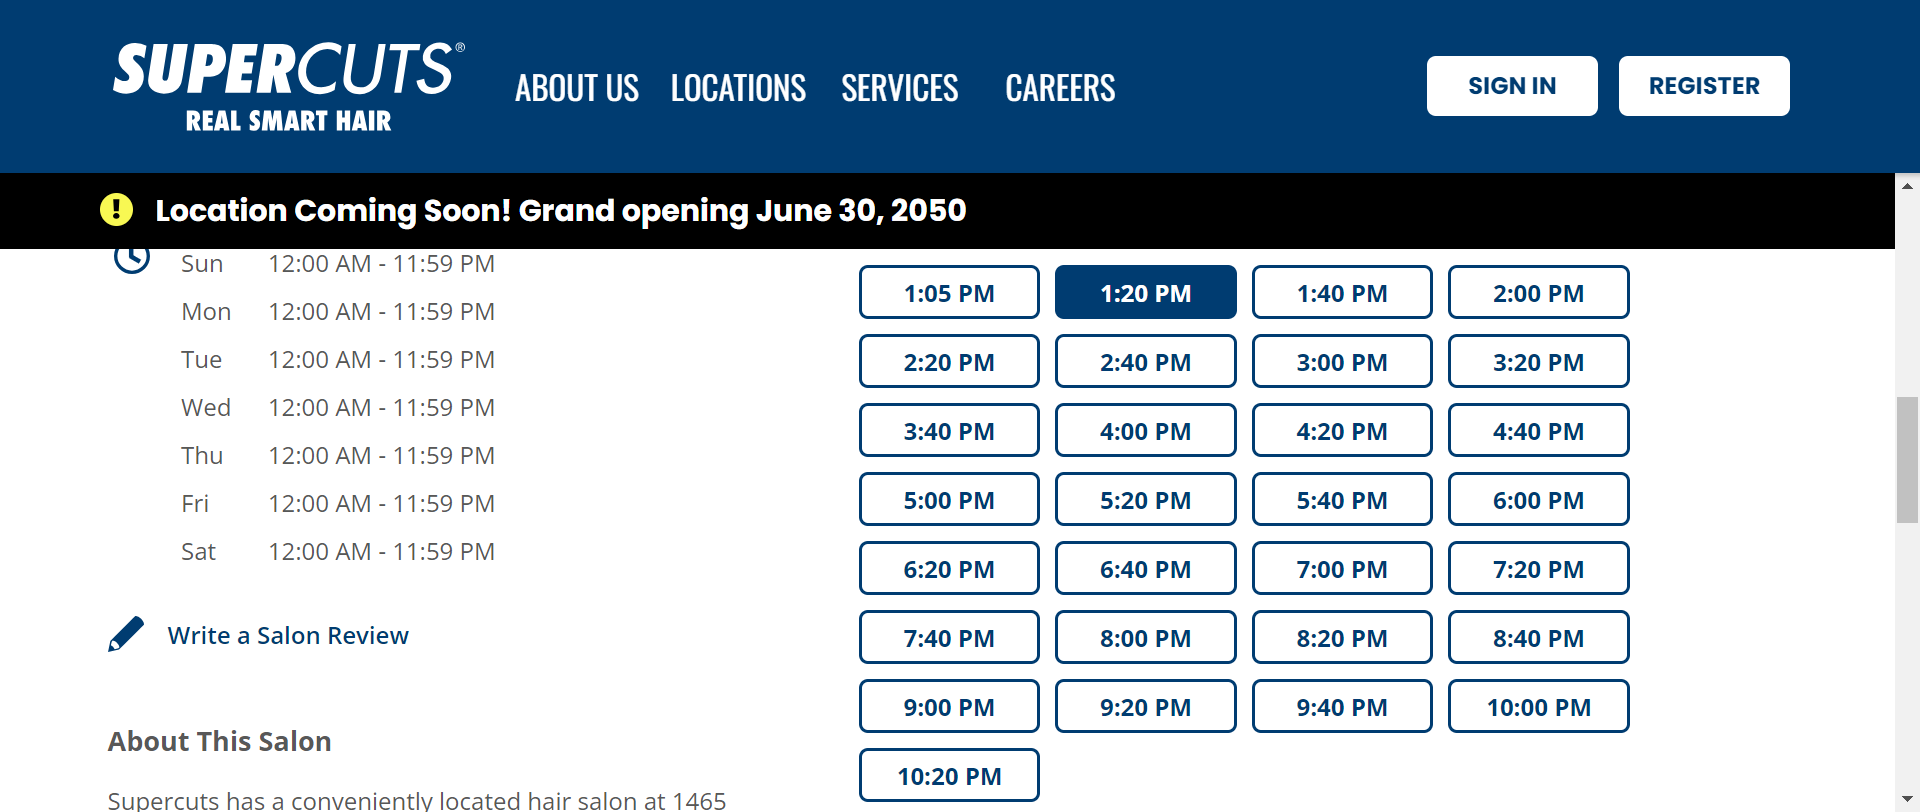 SUPERCUTS®
REAL SMART HAIR
ABOUT US LOCATIONS SERVICES CAREERS
SIGN IN REGISTER
Location Coming Soon! Grand opening June 30, 2050
Sun 12:00 AM - 11:59 PM
Mon 12:00 AM - 11:59 PM
Tue 12:00 AM - 11:59 PM
Wed 12:00 AM - 11:59 PM
Thu 12:00 AM - 11:59 PM
Fri 12:00 AM - 11:59 PM
Sat 12:00 AM - 11:59 PM
Write a Salon Review
About This Salon
Supercuts has a conveniently located hair salon at 1465
1:05 PM 1:20 PM 1:40 PM 2:00 PM
2:20 PM 2:40 PM 3:00 PM 3:20 PM
3:40 PM 4:00 PM 4:20 PM 4:40 PM
5:00 PM 5:20 PM 5:40 PM 6:00 PM
6:20 PM 6:40 PM 7:00 PM 7:20 PM
7:40 PM 8:00 PM 8:20 PM 8:40 PM
9:00 PM 9:20 PM 9:40 PM 10:00 PM
10:20 PM